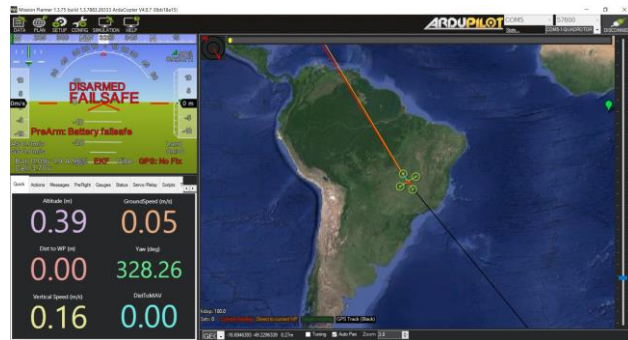 Mission Planner 1.3.75 build 1.3.7883.26333 ArduCopter V4.0.7 (0bb18a15)
DATA PLAN SETUP CONFIG SIMULATION HELP
ARDUPILOT
COM5 57600
Stats... COM5-1-QUADROTOR DISCONNECT
DISARMED
FAILSAFE
0m/s
0 m
PreArm: Battery failsafe
EKF
GPS: No Fix
Quick Actions Messages PreFlight Gauges Status Servo/Relay Scripts
Altitude (m) GroundSpeed (m/s)
0.39 0.05
Dist to WP (m) Yaw (deg)
0.00 328.26
Vertical Speed (m/s) DistToMAV
0.16 0.00
hdop: 100.0
Sats: 0 Current Heading Direct to current WP GPS Track (Black)
Tuning Auto Pan Zoom